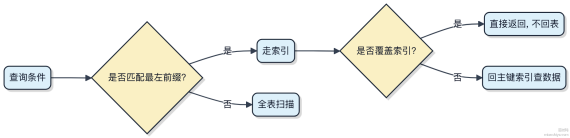 查询条件
是否匹配最左前缀?
是
走索引
否
全表扫描
是否覆盖索引?
是
直接返回, 不回表
否
回主键索引查数据